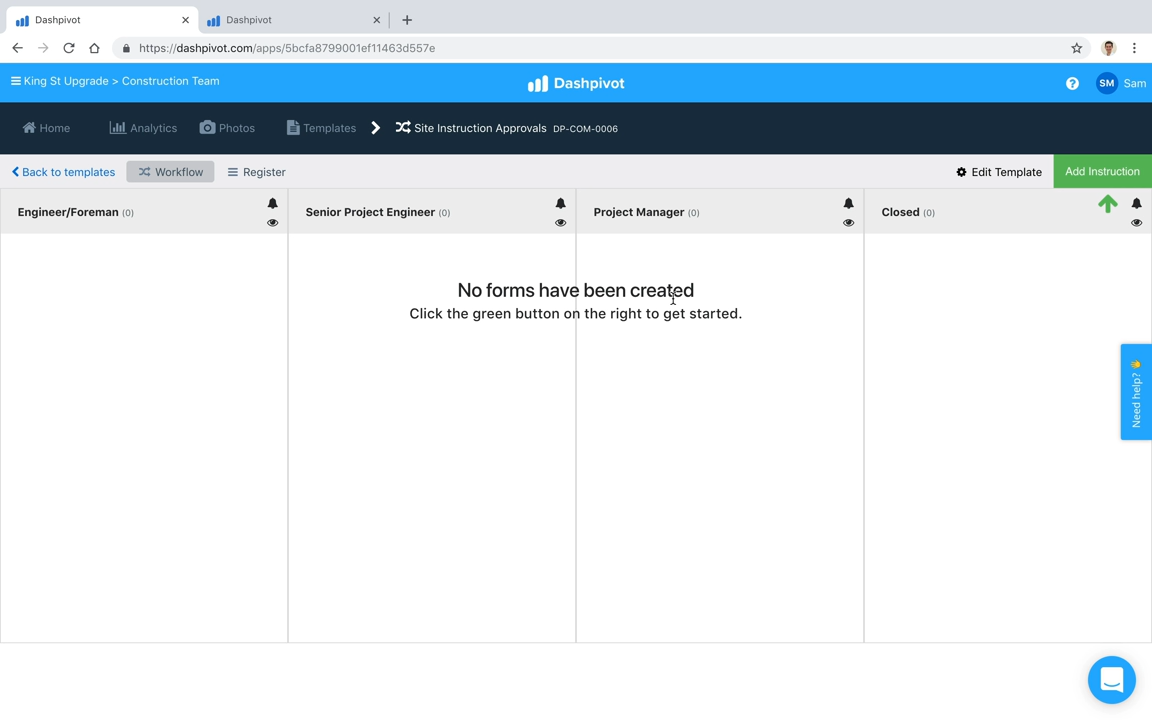 Dashpivot
Dashpivot
https://dashpivot.com/apps/5bcfa8799001ef11463d557e
King St Upgrade > Construction Team
Dashpivot
SM Sam
Home Analytics Photos Templates Site Instruction Approvals DP-COM-0006
Back to templates Workflow Register Edit Template Add Instruction
Engineer/Foreman (0)
Senior Project Engineer (0)
Project Manager (0)
Closed (0)
No forms have been created
Click the green button on the right to get started.
Need help?